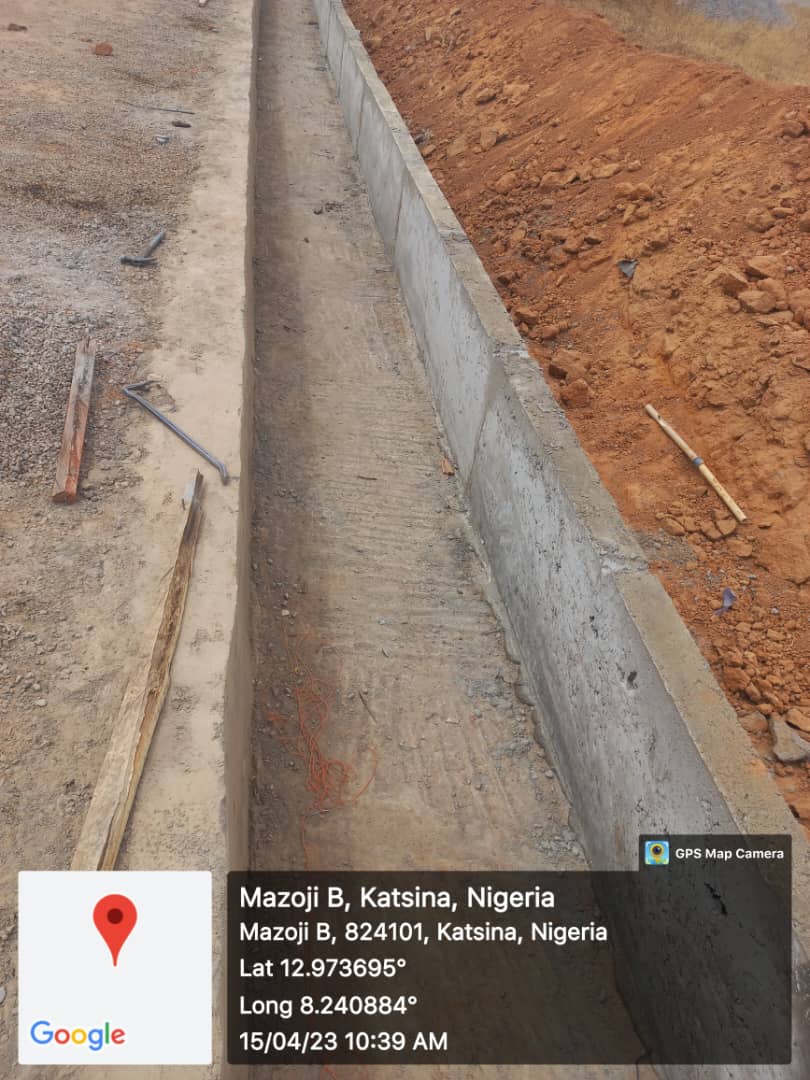 GPS Map Camera
Mazoji B, Katsina, Nigeria
Mazoji B, 824101, Katsina, Nigeria
Lat 12.973695°
Long 8.240884°
15/04/23 10:39 AM
Google